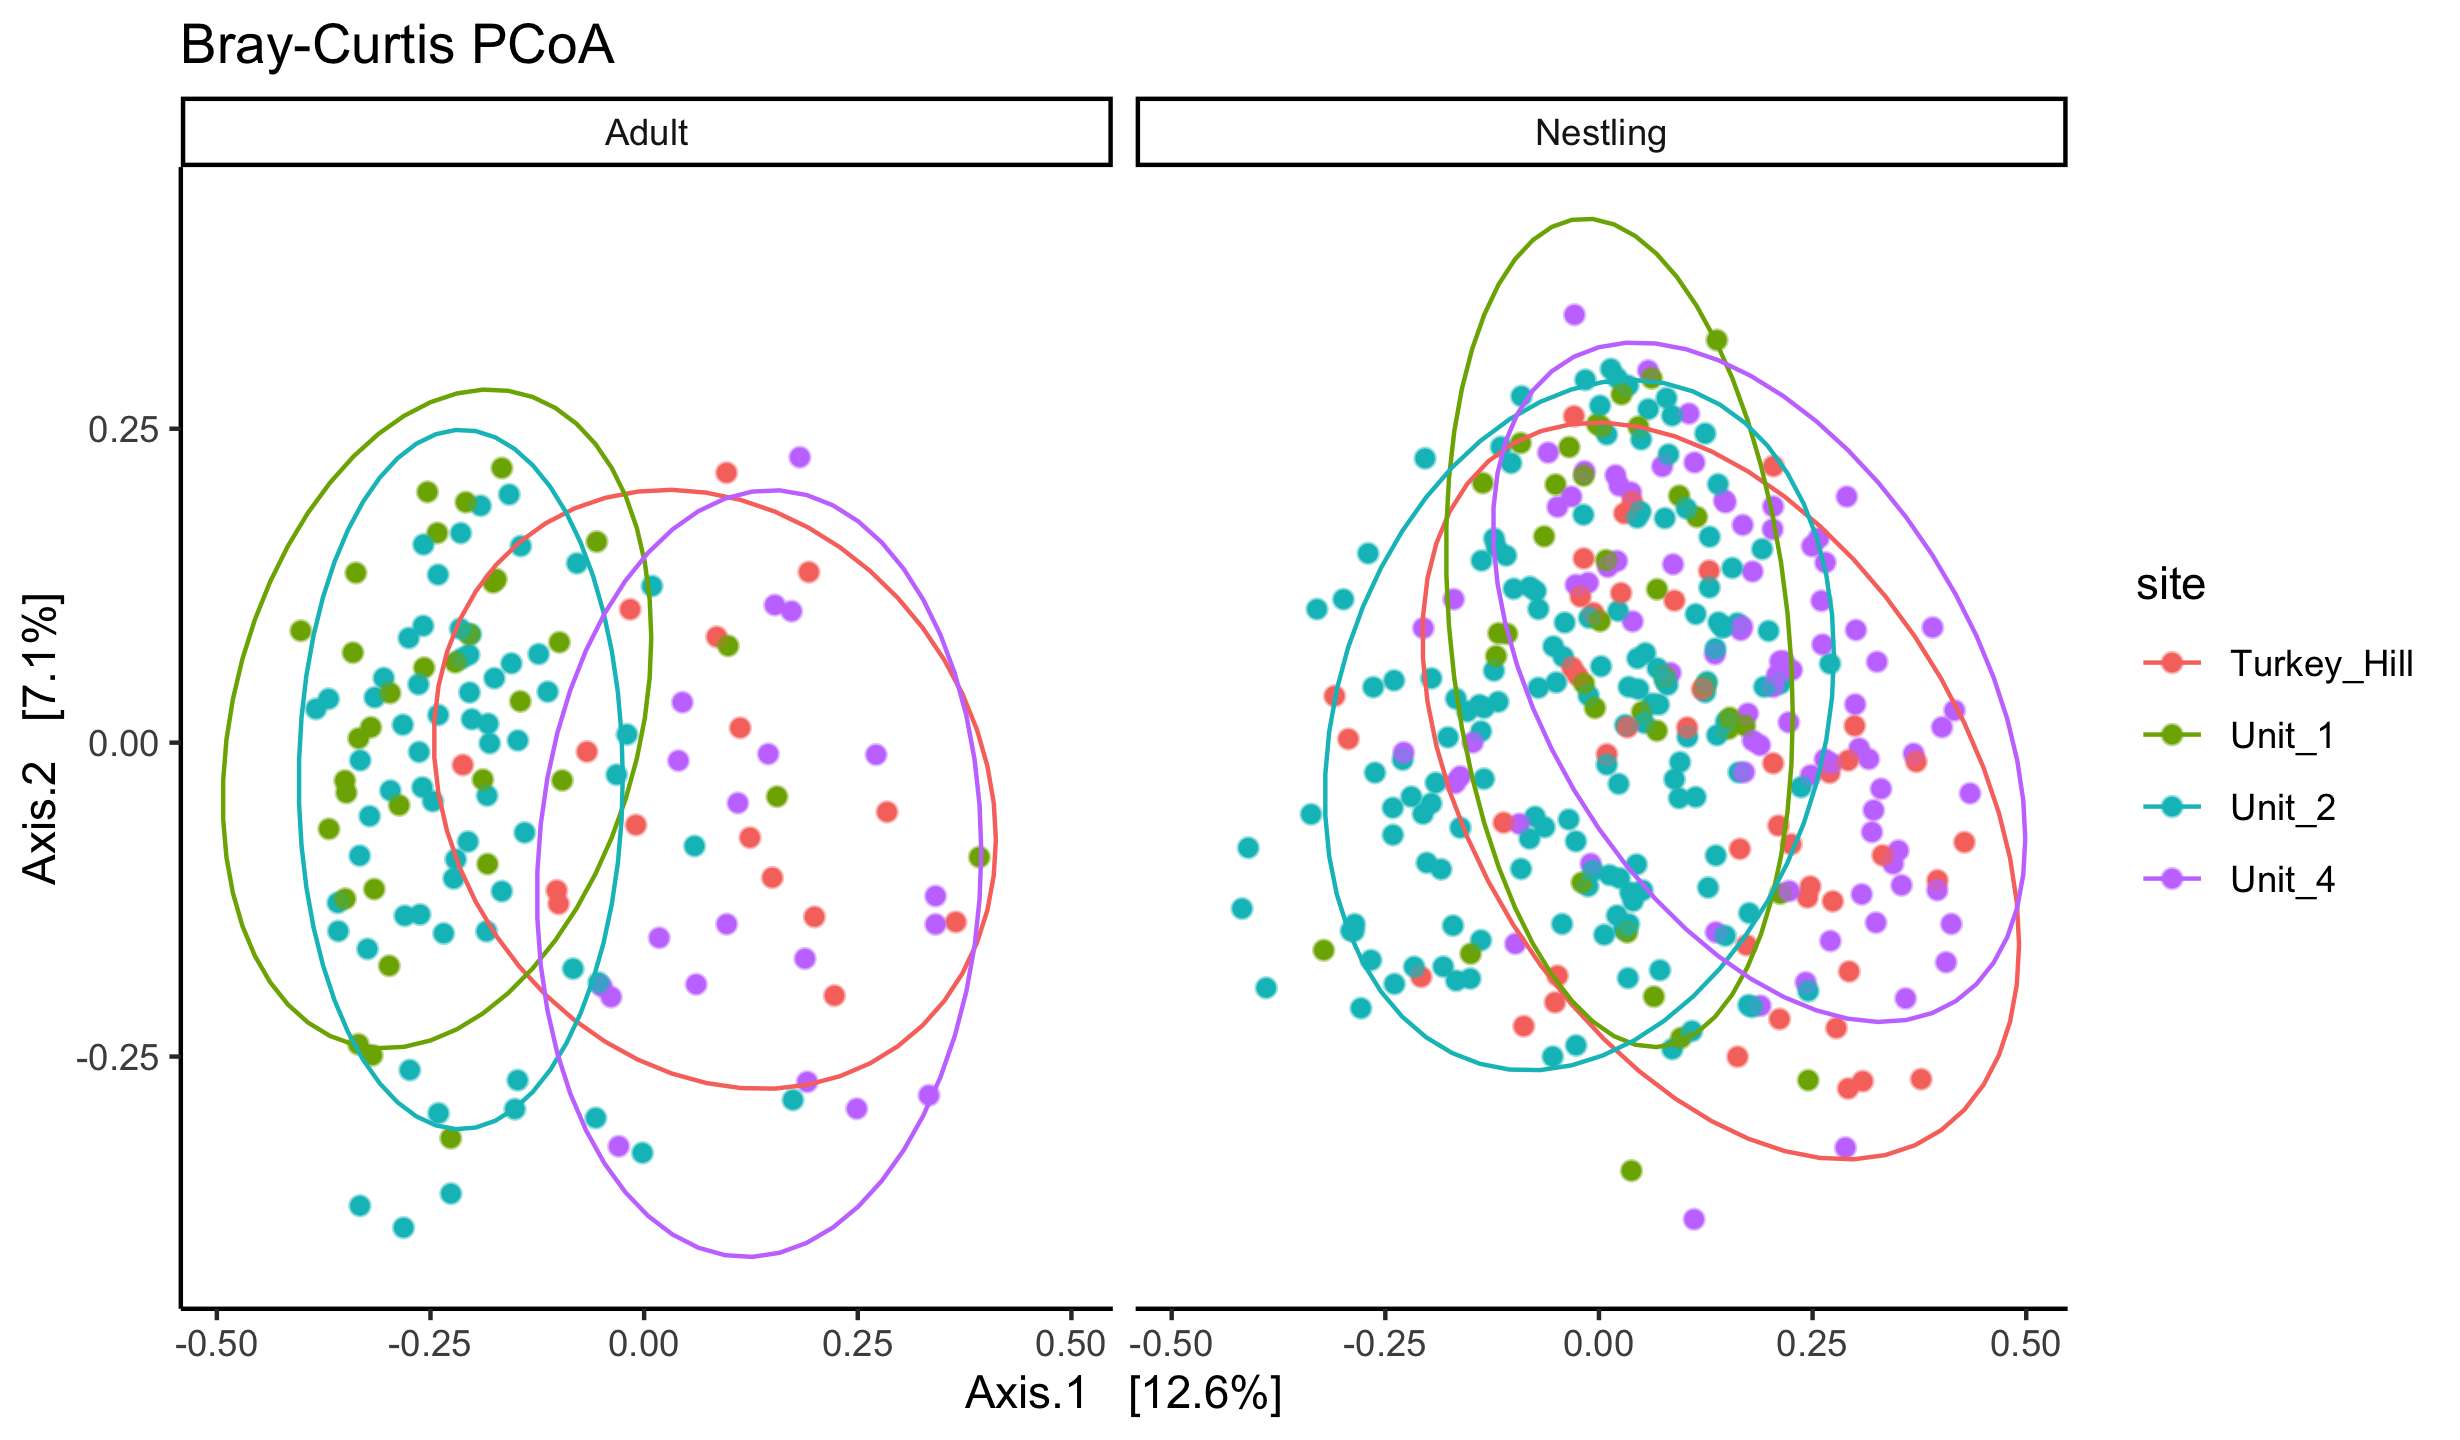 Bray-Curtis PCoA
Adult
Nestling
0.25
0.00
-0.25
Axis.2 [7.1%]
-0.50 -0.25 0.00 0.25 0.50
-0.50 -0.25 0.00 0.25 0.50
Axis.1 [12.6%]
site
Turkey_Hill
Unit_1
Unit_2
Unit_4